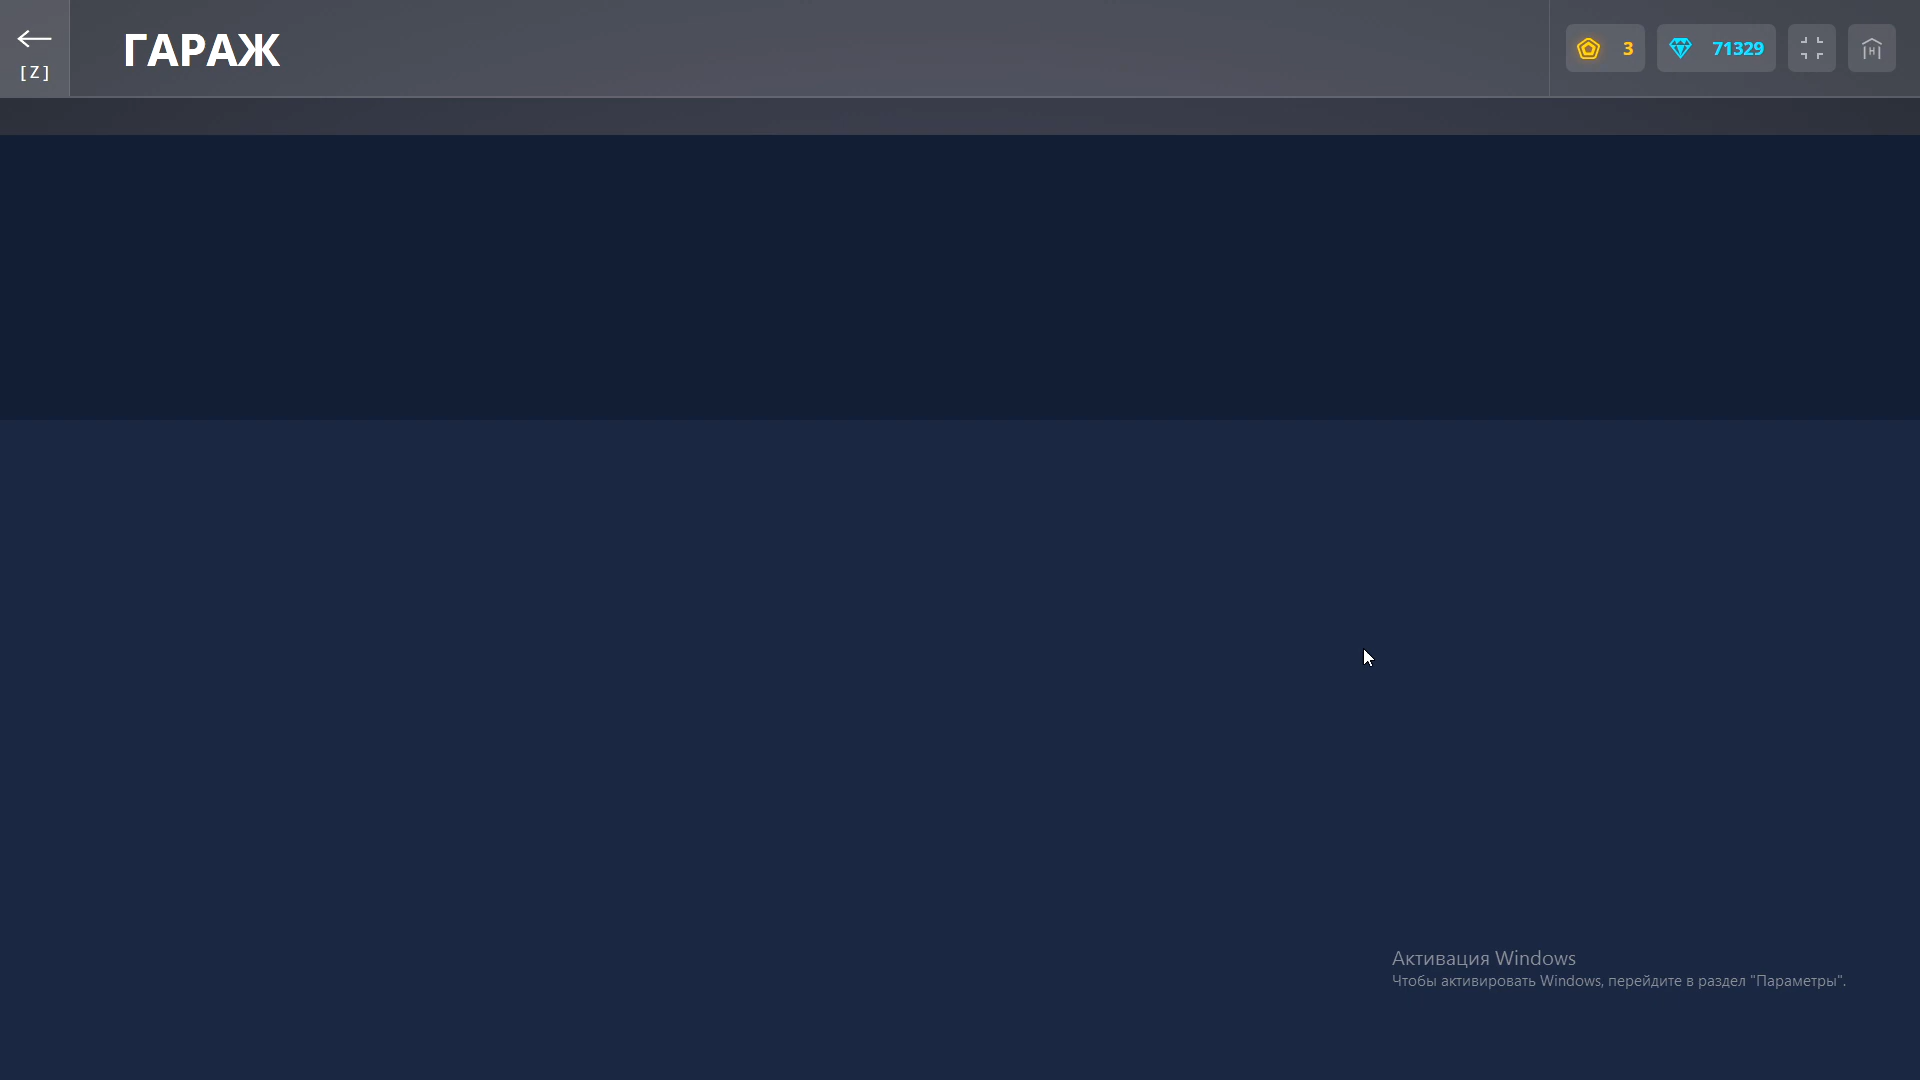 [Z]
ГАРАЖ
3
71329
H
Активация Windows
Чтобы активировать Windows, перейдите в раздел "Параметры".